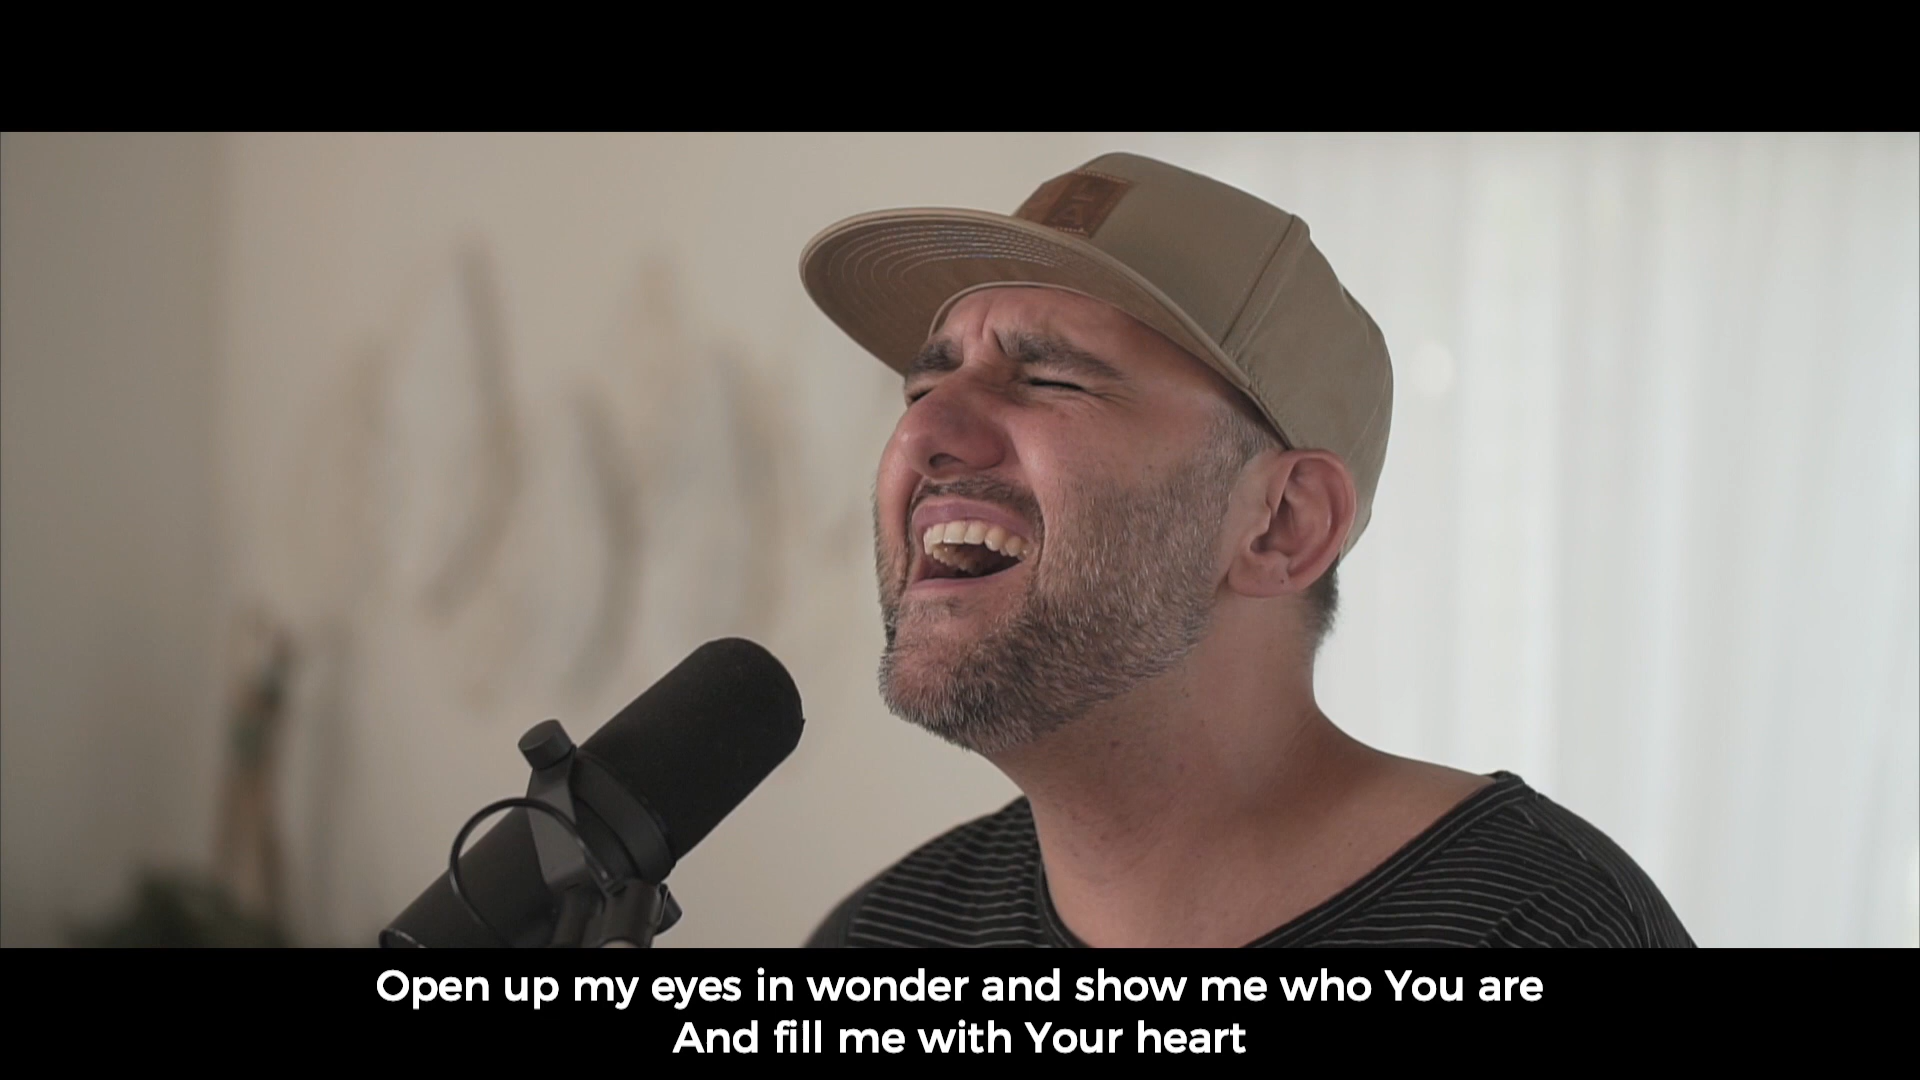 Open up my eyes in wonder and show me who You are
And fill me with Your heart